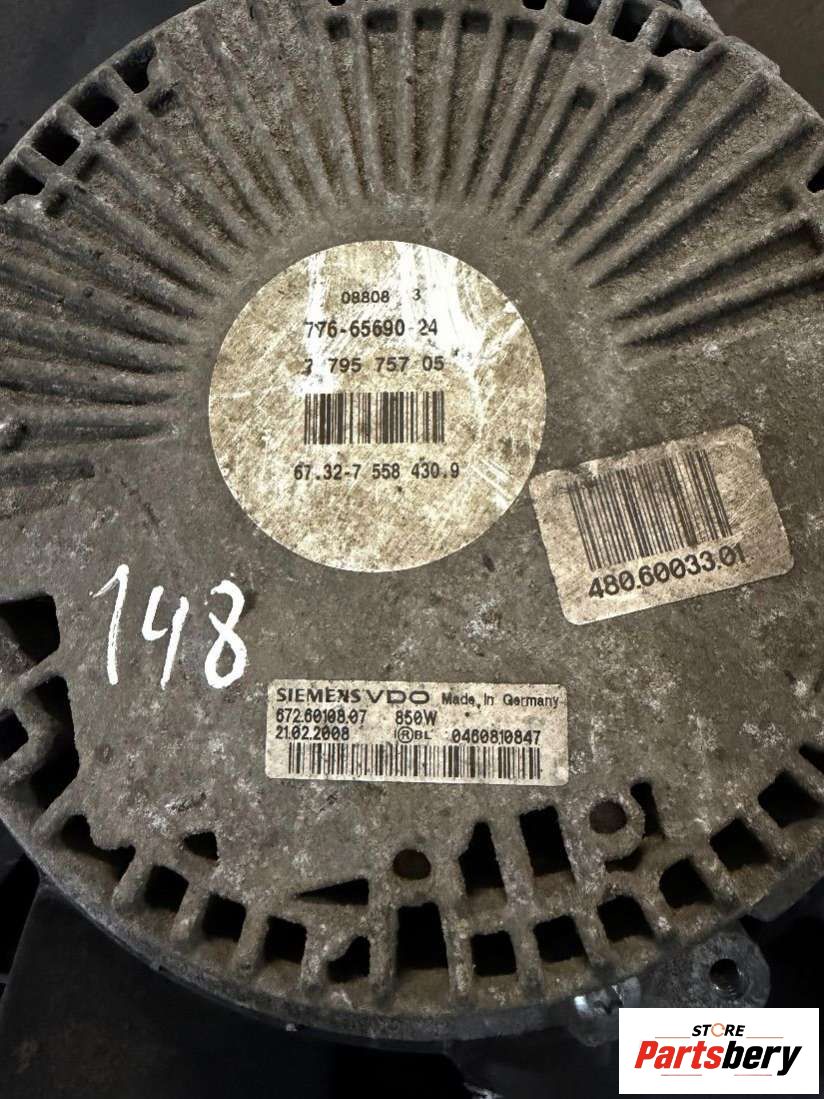 08808 3
776-65690 24
7 795 757 05
67.32-7 558 430.9
480.60033.01
148
SIEMENS VDO Made in Germany
672.60108.07 850W
21.02.2008 I®BL 0460810847
STORE
Partsbery